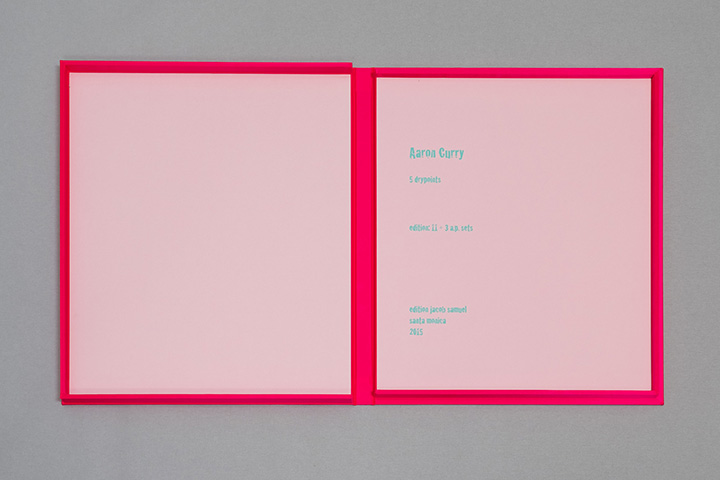 Aaron Curry
5 drypoints
edition: 11 - 3 a.p. sets
edition jacob samuel
santa monica
2015